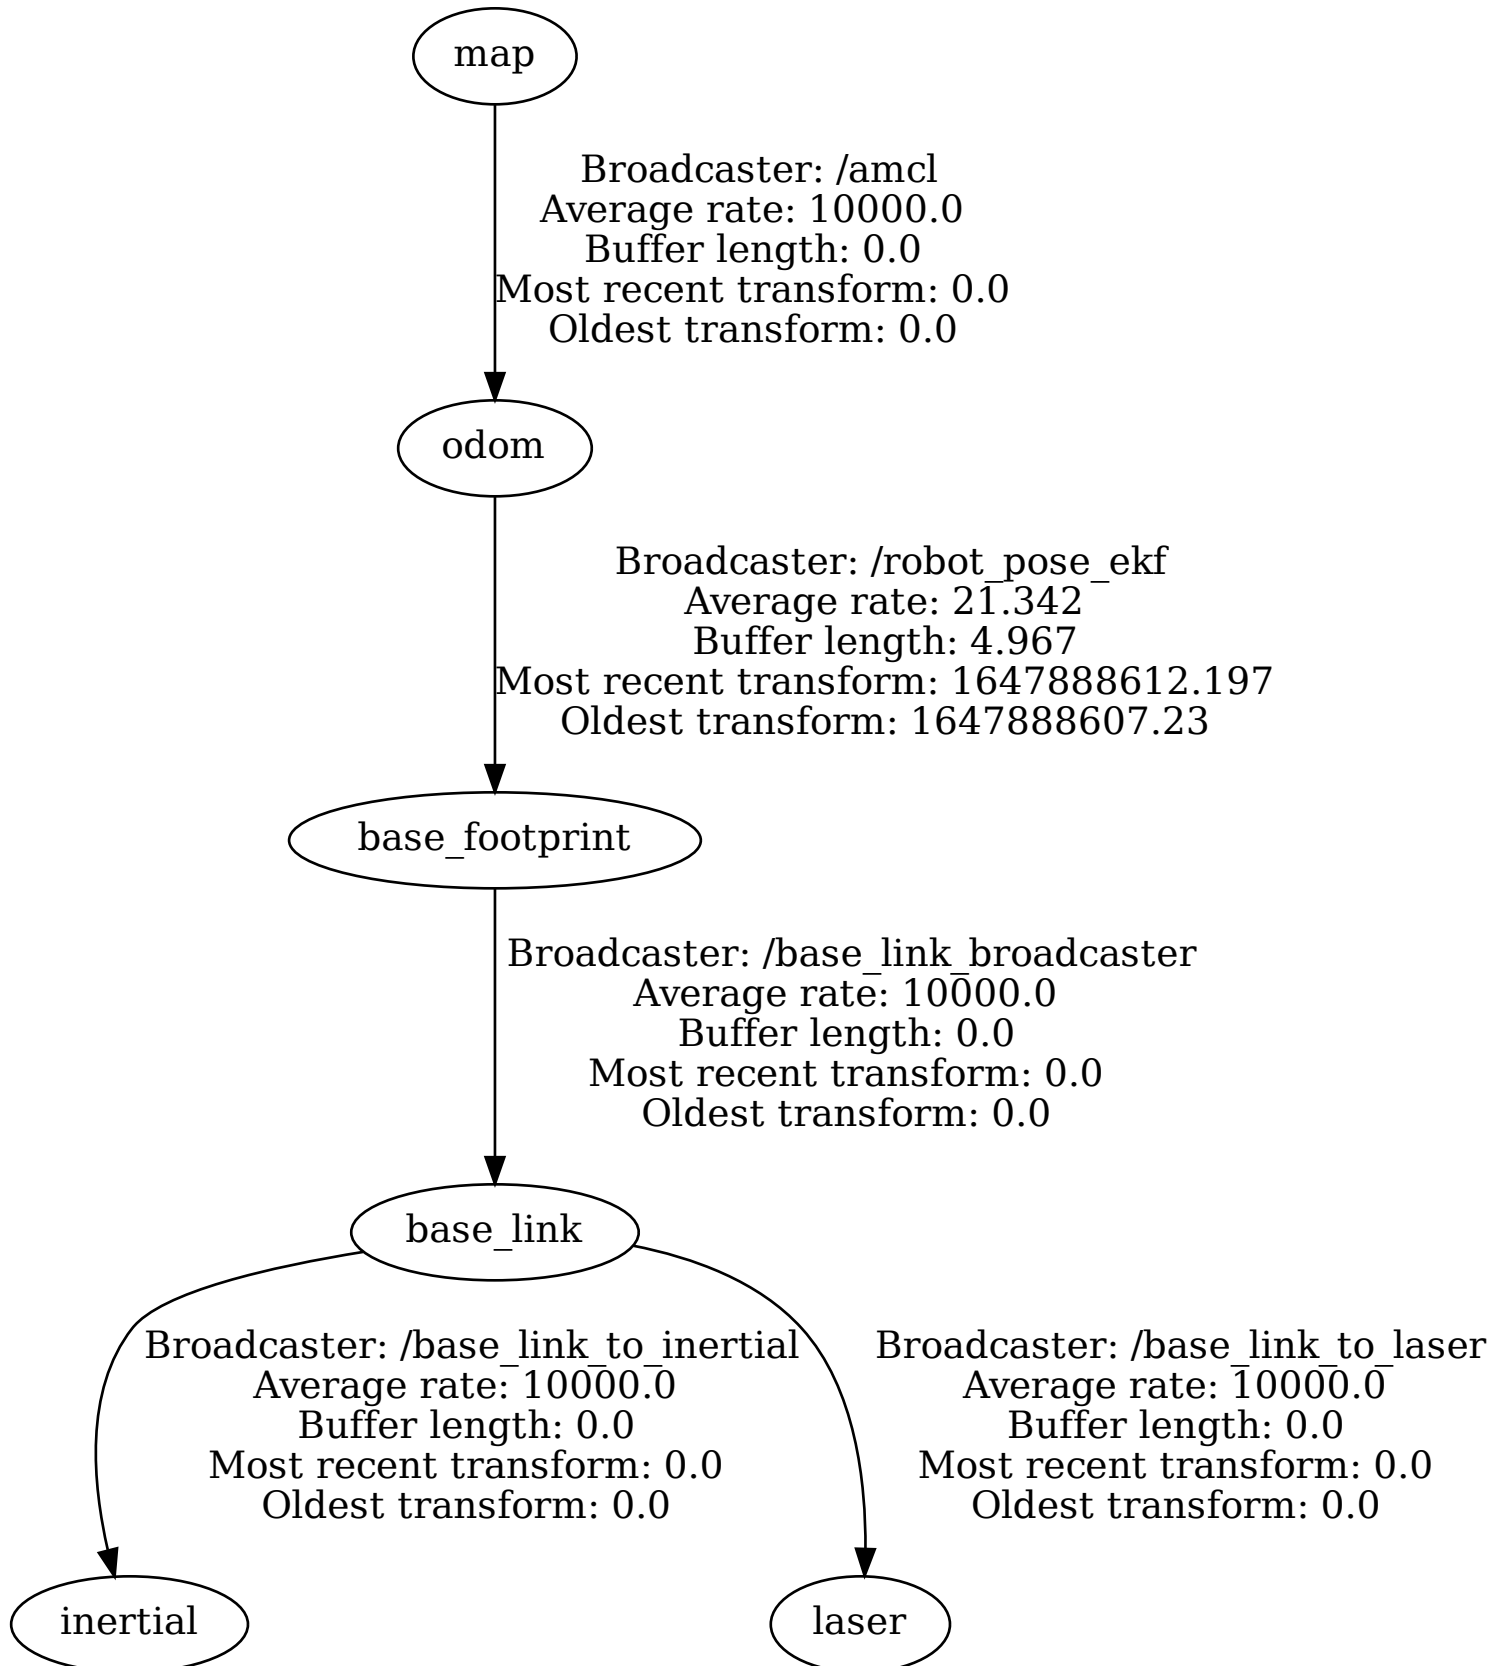 map
Broadcaster: /amcl
Average rate: 10000.0
Buffer length: 0.0
Most recent transform: 0.0
Oldest transform: 0.0
odom
Broadcaster: /robot_pose_ekf
Average rate: 21.342
Buffer length: 4.967
Most recent transform: 1647888612.197
Oldest transform: 1647888607.23
base_footprint
Broadcaster: /base_link_broadcaster
Average rate: 10000.0
Buffer length: 0.0
Most recent transform: 0.0
Oldest transform: 0.0
base_link
Broadcaster: /base_link_to_inertial
Average rate: 10000.0
Buffer length: 0.0
Most recent transform: 0.0
Oldest transform: 0.0
Broadcaster: /base_link_to_laser
Average rate: 10000.0
Buffer length: 0.0
Most recent transform: 0.0
Oldest transform: 0.0
inertial
laser